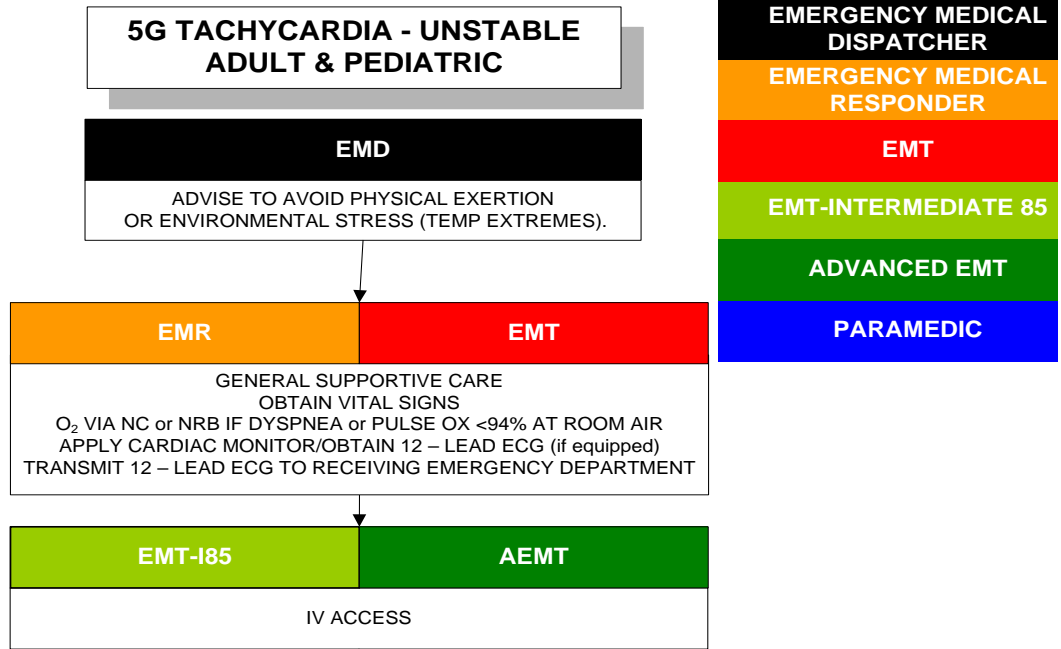 5G TACHYCARDIA - UNSTABLE
ADULT & PEDIATRIC
EMD
ADVISE TO AVOID PHYSICAL EXERTION
OR ENVIRONMENTAL STRESS (TEMP EXTREMES).
EMR
EMT
GENERAL SUPPORTIVE CARE
OBTAIN VITAL SIGNS
O₂ VIA NC or NRB IF DYSPNEA or PULSE OX <94% AT ROOM AIR
APPLY CARDIAC MONITOR/OBTAIN 12 – LEAD ECG (if equipped)
TRANSMIT 12 – LEAD ECG TO RECEIVING EMERGENCY DEPARTMENT
EMT-I85
AEMT
IV ACCESS
EMERGENCY MEDICAL
DISPATCHER
EMERGENCY MEDICAL
RESPONDER
EMT
EMT-INTERMEDIATE 85
ADVANCED EMT
PARAMEDIC